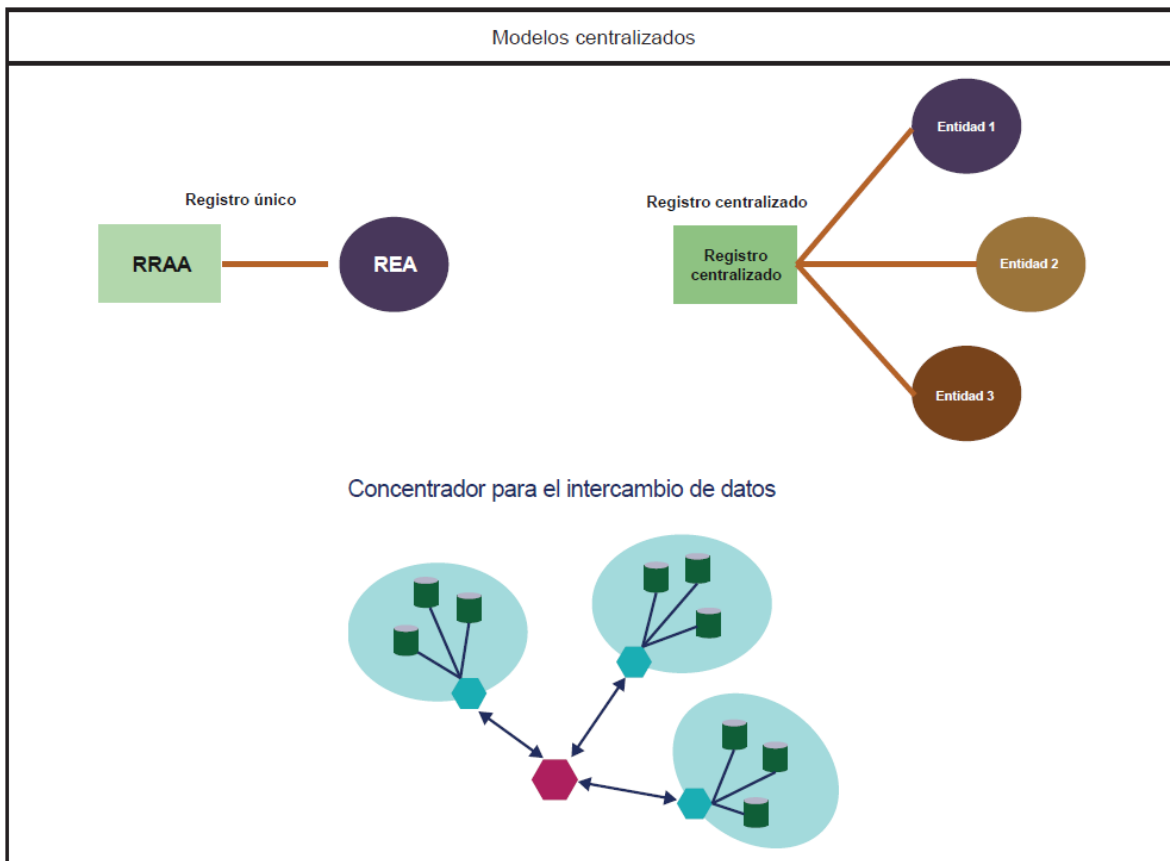 Modelos centralizados
Registro único
RRAA
REA
Registro centralizado
Registro
centralizado
Entidad 1
Entidad 2
Entidad 3
Concentrador para el intercambio de datos